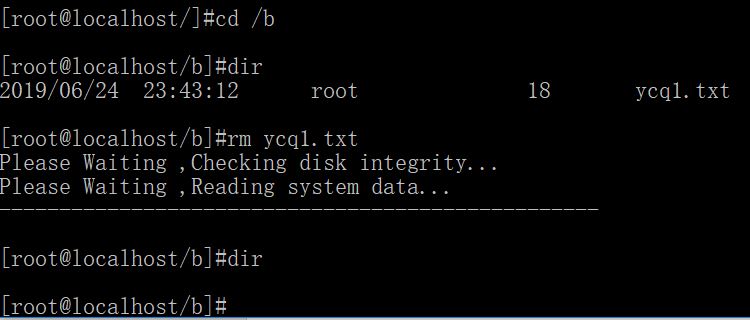 [root@localhost/]#cd /b
[root@localhost/b]#dir
2019/06/24  23:43:12      root              18       ycq1.txt
[root@localhost/b]#rm ycq1.txt
Please Waiting ,Checking disk integrity...
Please Waiting ,Reading system data...
--------------------------------------------------
[root@localhost/b]#dir
[root@localhost/b]#